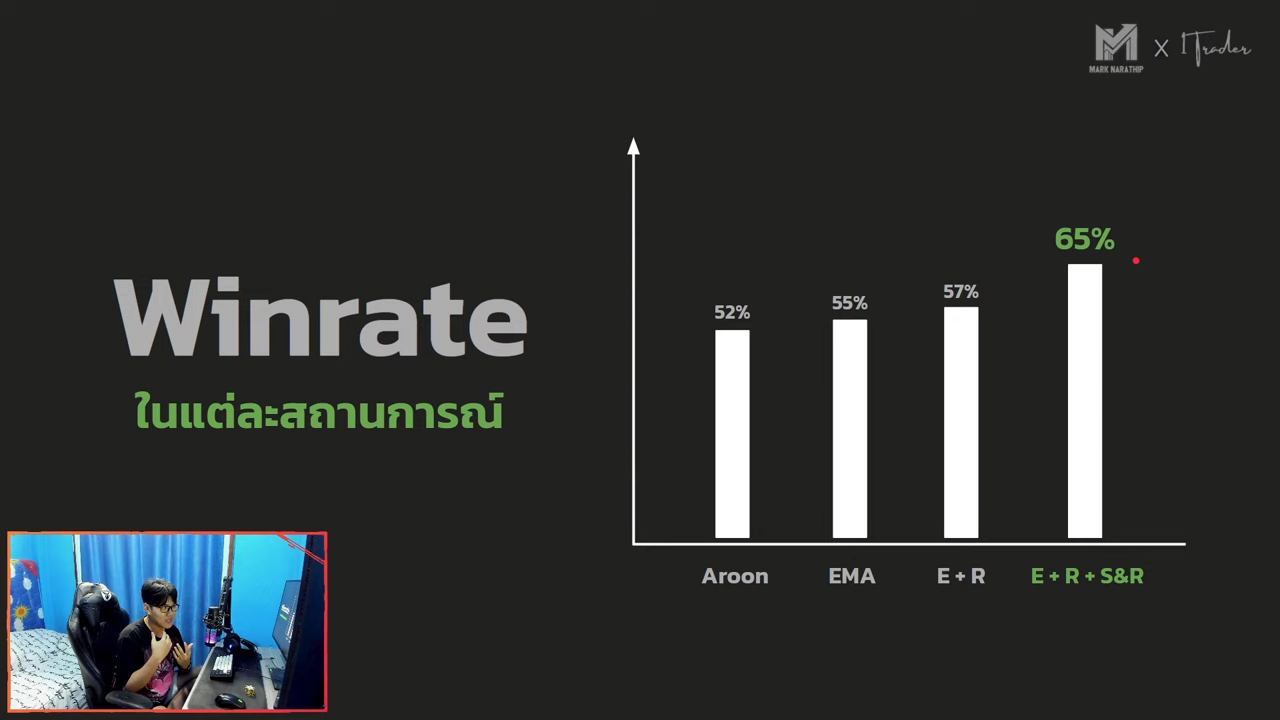 MARK NARATHIP
X
1Trader
Winrate
ในแต่ละสถานการณ์
52%
55%
57%
65%
Aroon
EMA
E + R
E + R + S&R